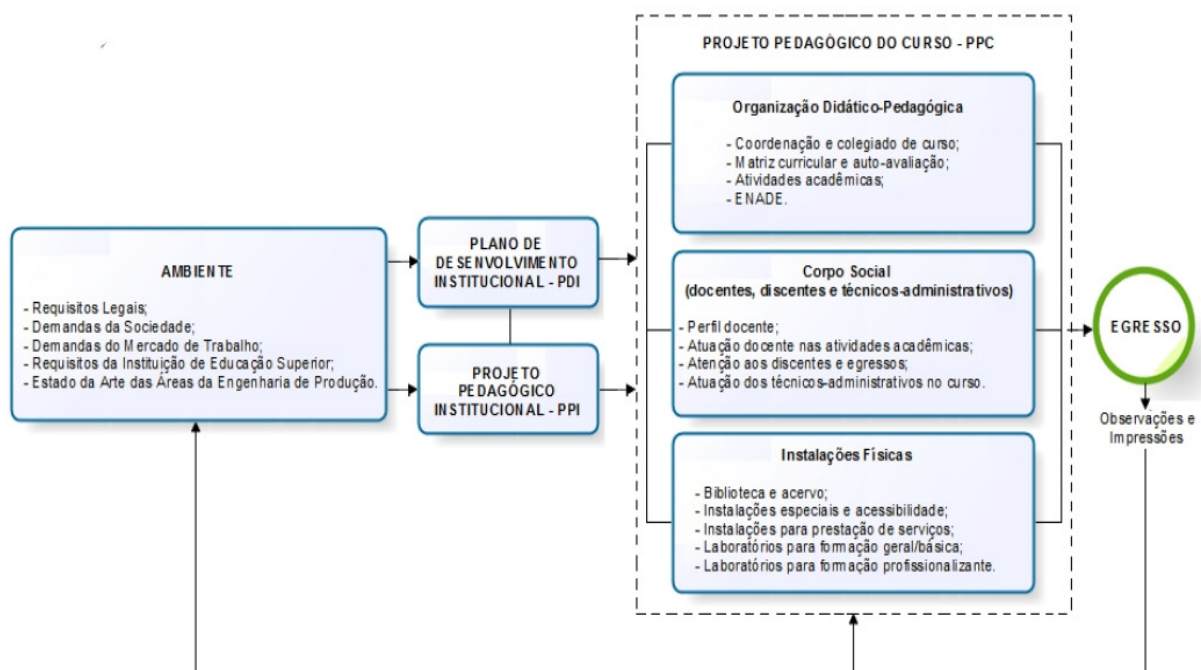 AMBIENTE
- Requisitos Legais;
- Demandas da Sociedade;
- Demandas do Mercado de Trabalho;
- Requisitos da Instituição de Educação Superior;
- Estado da Arte das Áreas da Engenharia de Produção.
PLANO DE
DESENVOLVIMENTO
INSTITUCIONAL - PDI
PROJETO
PEDAGÓGICO
INSTITUCIONAL - PPI
PROJETO PEDAGÓGICO DO CURSO - PPC
Organização Didático-Pedagógica
- Coordenação e colegiado de curso;
- Matriz curricular e auto-avaliação;
- Atividades acadêmicas;
- ENADE.
Corpo Social
(docentes, discentes e técnicos-administrativos)
- Perfil docente;
- Atuação docente nas atividades acadêmicas;
- Atenção aos discentes e egressos;
- Atuação dos técnicos-administrativos no curso.
Instalações Físicas
- Biblioteca e acervo;
- Instalações especiais e acessibilidade;
- Instalações para prestação de serviços;
- Laboratórios para formação geral/básica;
- Laboratórios para formação profissionalizante.
EGRESSO
Observações e
Impressões